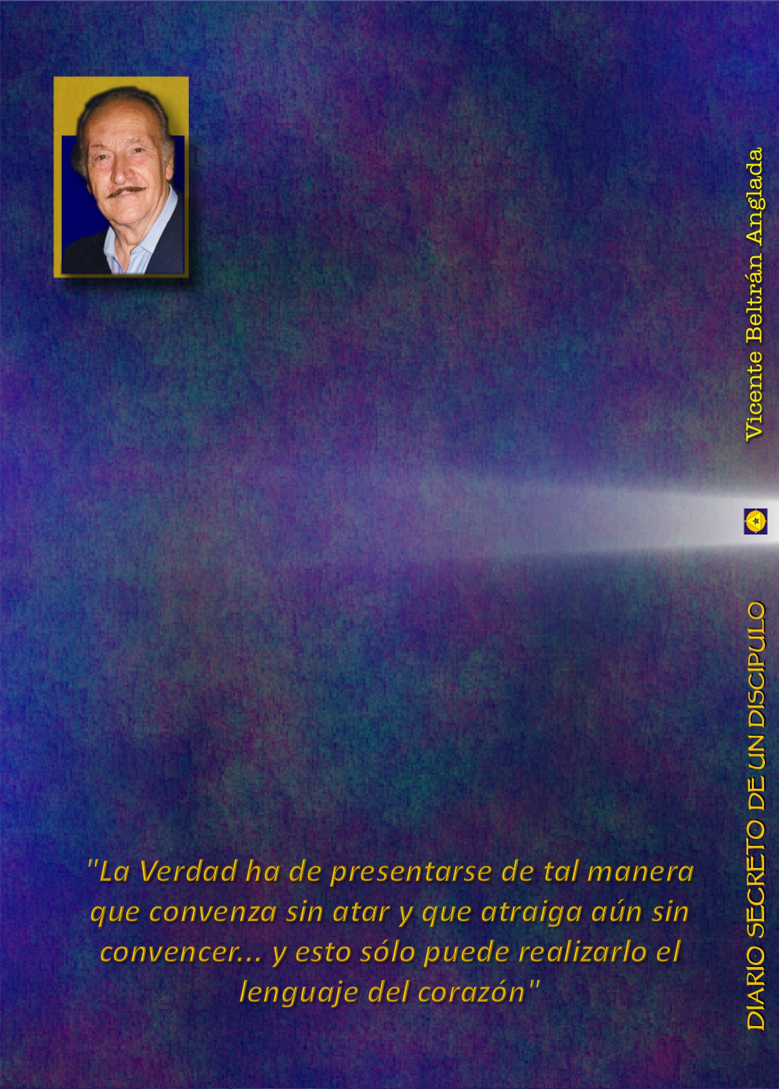 "La Verdad ha de presentarse de tal manera
que convenza sin atar y que atraiga aún sin
convencer... y esto sólo puede realizarlo el
lenguaje del corazón"
Vicente Beltrán Anglada
DIARIO SECRETO DE UN DISCIPULO